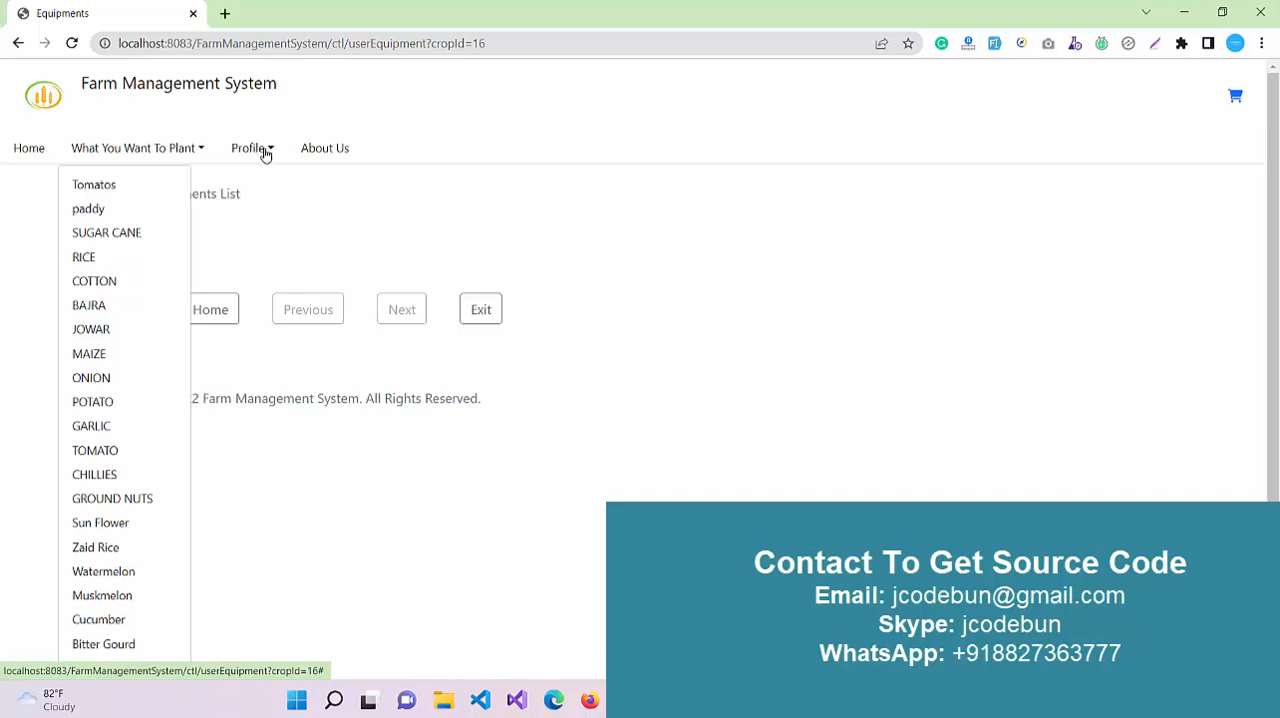 Equipments
localhost:8083/FarmManagementSystem/ctl/userEquipment?cropId=16
Farm Management System
Home What You Want To Plant Profile About Us
Tomatos
ents List
paddy
SUGAR CANE
RICE
COTTON
BAJRA
Home Previous Next Exit
JOWAR
MAIZE
ONION
2 Farm Management System. All Rights Reserved.
POTATO
GARLIC
TOMATO
CHILLIES
GROUND NUTS
Sun Flower
Zaid Rice
Watermelon
Muskmelon
Cucumber
Bitter Gourd
Contact To Get Source Code
Email: jcodebun@gmail.com
Skype: jcodebun
WhatsApp: +918827363777
localhost:8083/FarmManagementSystem/ctl/userEquipment?cropId=16#
82°F
Cloudy